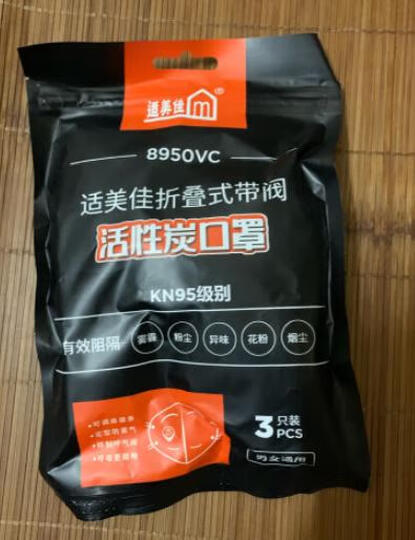 适美佳
8950VC
适美佳折叠式带阀
活性炭口罩
KN95级别
有效阻隔 雾霾 粉尘 异味 花粉 烟尘
3只装
PCS
男女通用